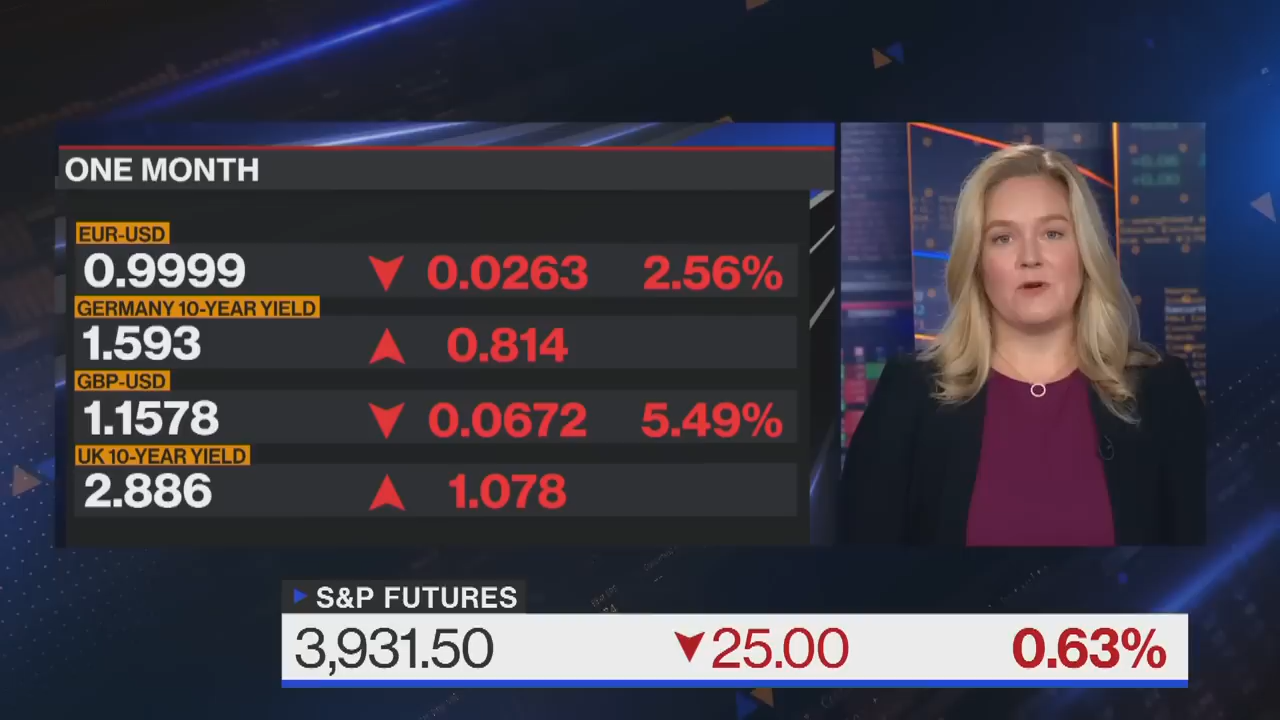 ONE MONTH
EUR-USD
0.9999 ▼ 0.0263 2.56%
GERMANY 10-YEAR YIELD
1.593 ▲ 0.814
GBP-USD
1.1578 ▼ 0.0672 5.49%
UK 10-YEAR YIELD
2.886 ▲ 1.078
S&P FUTURES
3,931.50 ▼25.00 0.63%